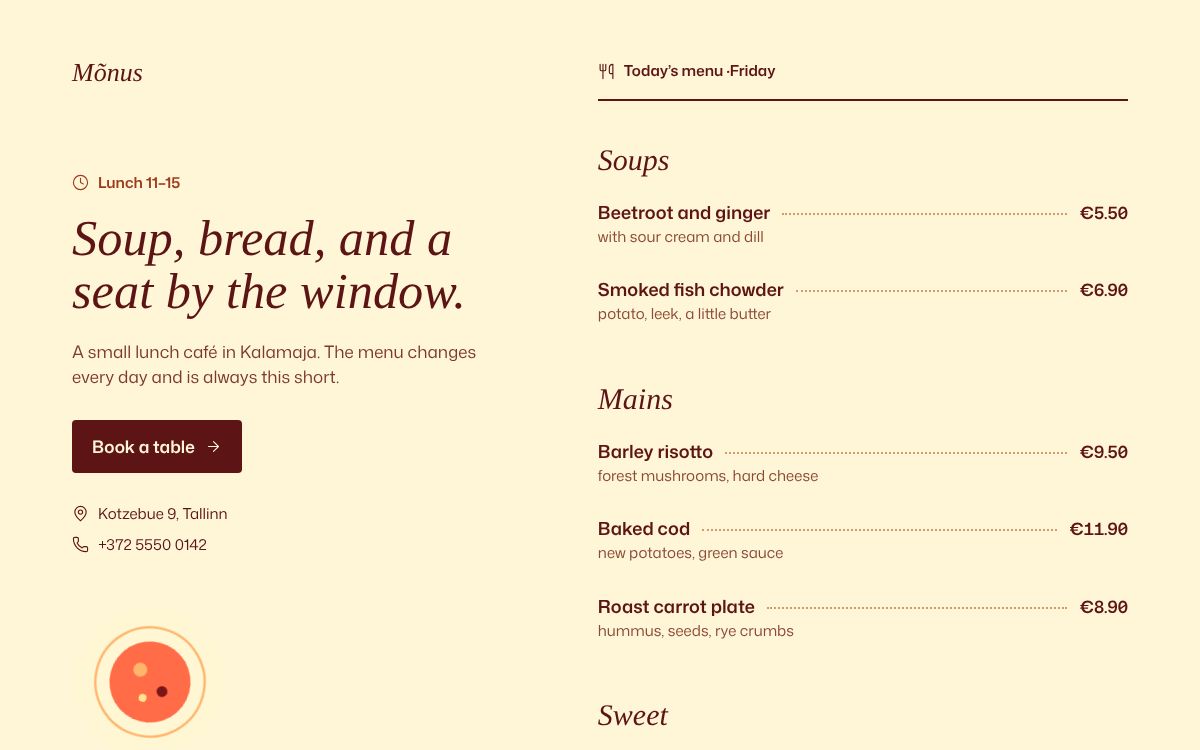 Mõnus
Lunch 11–15
Soup, bread, and a
seat by the window.
A small lunch café in Kalamaja. The menu changes
every day and is always this short.
Book a table
Kotzebue 9, Tallinn
+372 5550 0142
Today’s menu ·Friday
Soups
Beetroot and ginger €5.50
with sour cream and dill
Smoked fish chowder €6.90
potato, leek, a little butter
Mains
Barley risotto €9.50
forest mushrooms, hard cheese
Baked cod €11.90
new potatoes, green sauce
Roast carrot plate €8.90
hummus, seeds, rye crumbs
Sweet